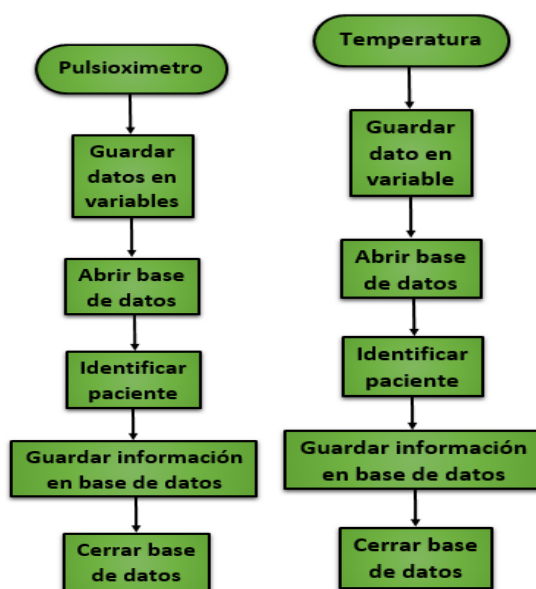 Pulsioximetro
Guardar
datos en
variables
Abrir base
de datos
Identificar
paciente
Guardar información
en base de datos
Cerrar base
de datos
Temperatura
Guardar
dato en
variable
Abrir base
de datos
Identificar
paciente
Guardar información
en base de datos
Cerrar base
de datos